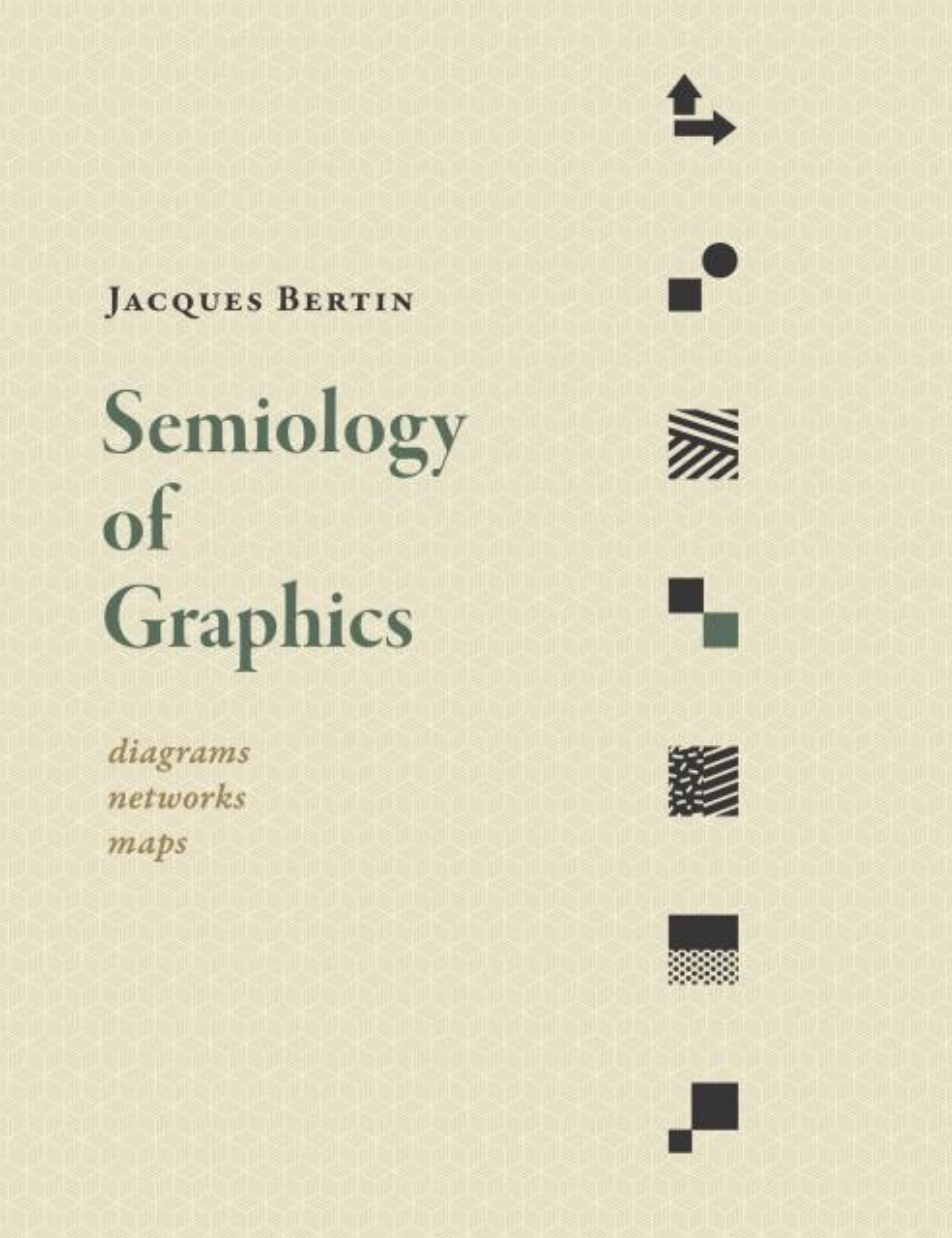 Jacques Bertin
Semiology
of
Graphics
diagrams
networks
maps